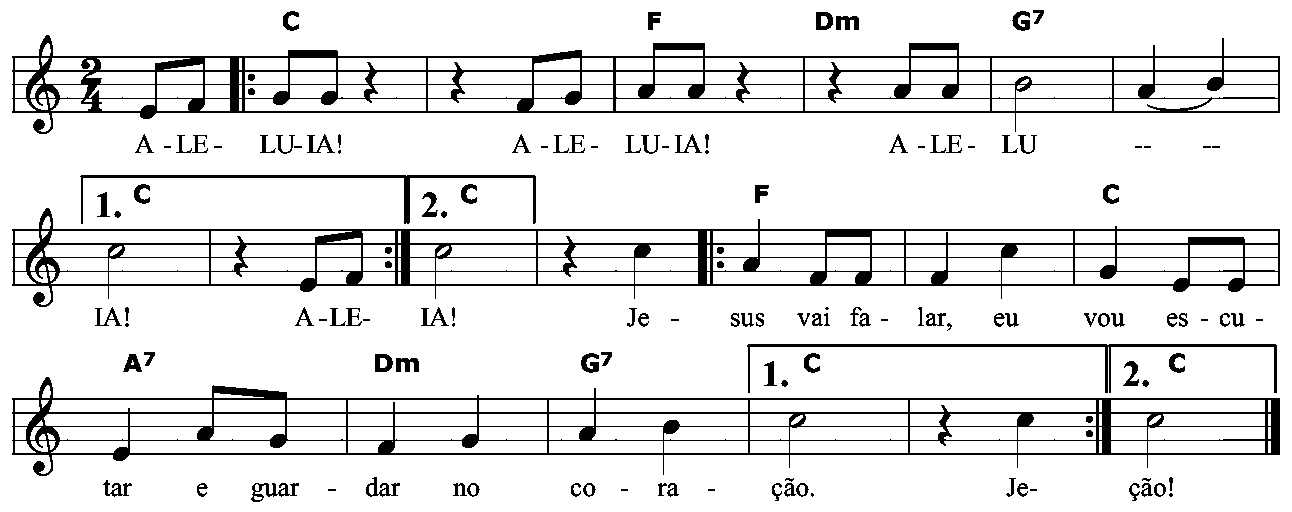 C F Dm G7
2 4
A - LE - LU-IA! A - LE - LU-IA! A - LE - LU -- --
1. C 2. C F C
IA! A-LE- IA! Je - sus vai fa - lar, eu vou es - cu -
A7 Dm G7 1. C 2. C
tar e guar - dar no co - ra - ção. Je- ção!